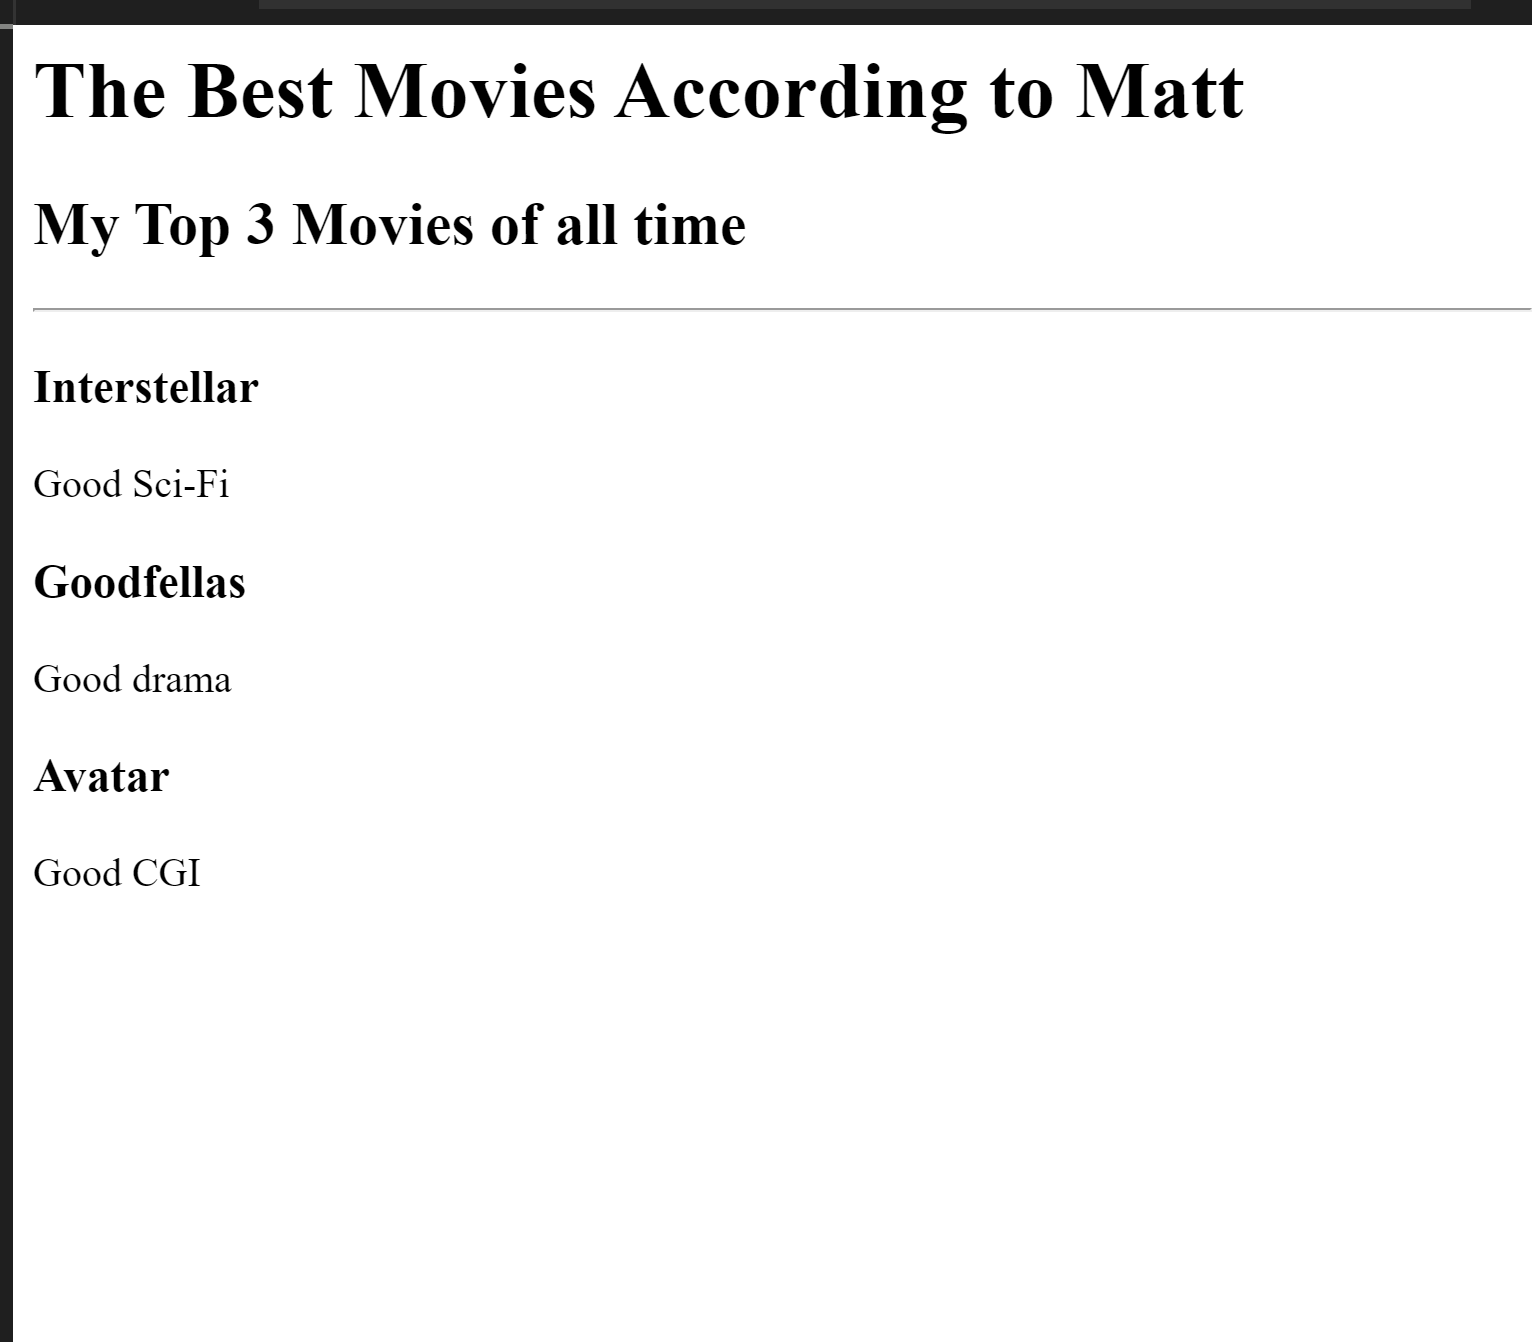 The Best Movies According to Matt
My Top 3 Movies of all time
Interstellar
Good Sci-Fi
Goodfellas
Good drama
Avatar
Good CGI